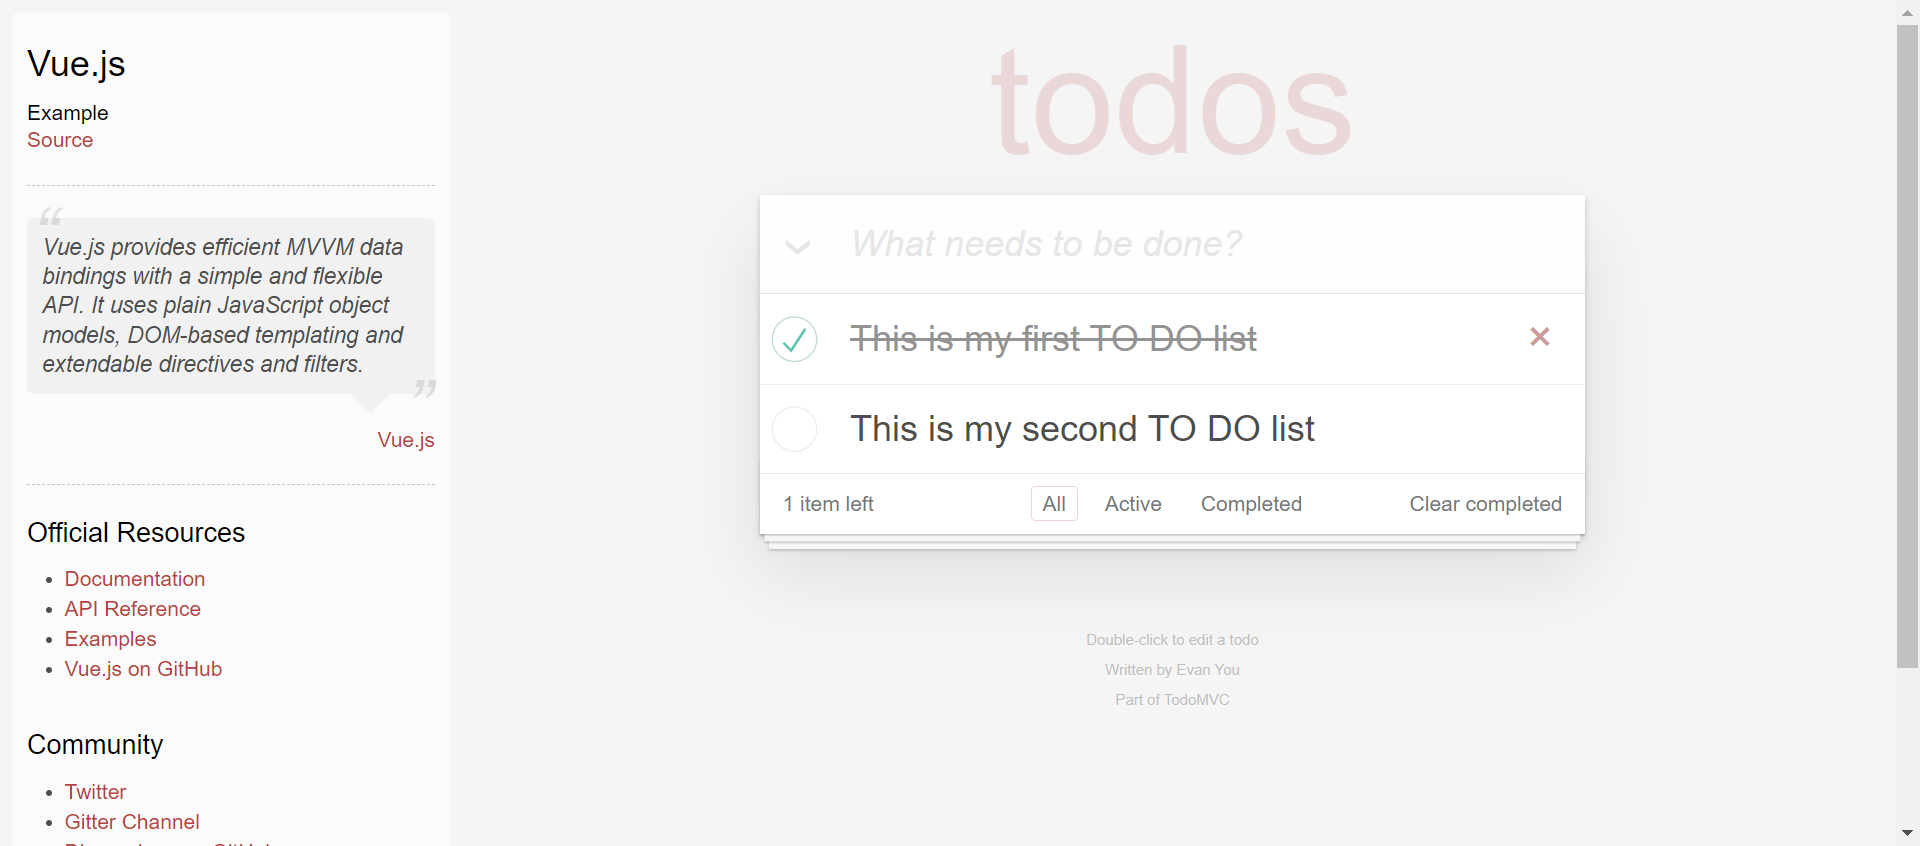 Vue.js
Example
Source
“
Vue.js provides efficient MVVM data
bindings with a simple and flexible
API. It uses plain JavaScript object
models, DOM-based templating and
extendable directives and filters.
”
Vue.js
Official Resources
• Documentation
• API Reference
• Examples
• Vue.js on GitHub
Community
• Twitter
• Gitter Channel
todos
What needs to be done?
This is my first TO DO list
×
This is my second TO DO list
1 item left
All
Active
Completed
Clear completed
Double-click to edit a todo
Written by Evan You
Part of TodoMVC